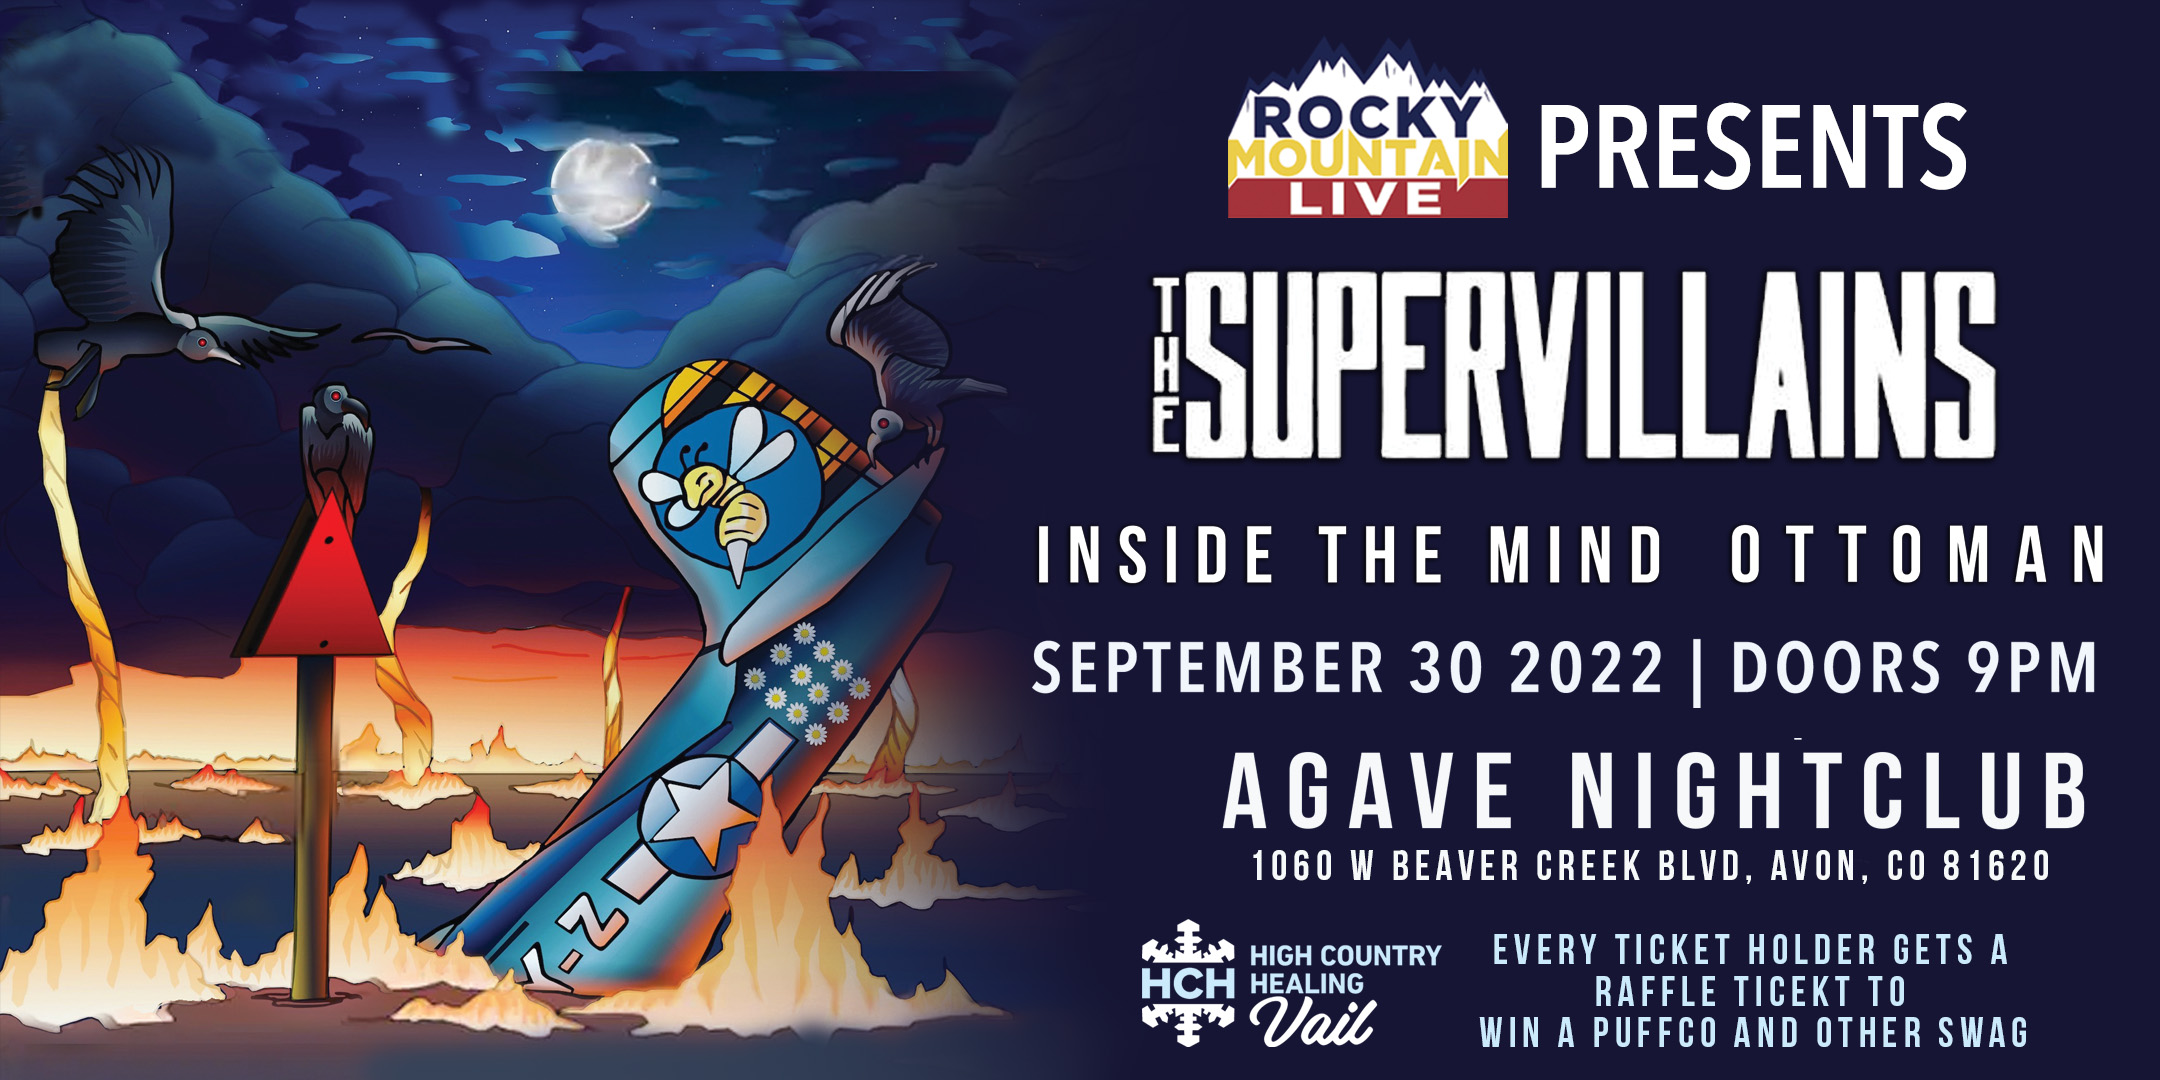 ROCKY
MOUNTAIN
LIVE
PRESENTS
THE SUPERVILLAINS
INSIDE THE MIND OTTOMAN
SEPTEMBER 30 2022 | DOORS 9PM
AGAVE NIGHTCLUB
1060 W BEAVER CREEK BLVD, AVON, CO 81620
HCH
HIGH COUNTRY
HEALING
Vail
EVERY TICKET HOLDER GETS A
RAFFLE TICEKT TO
WIN A PUFFCO AND OTHER SWAG
Y-Z